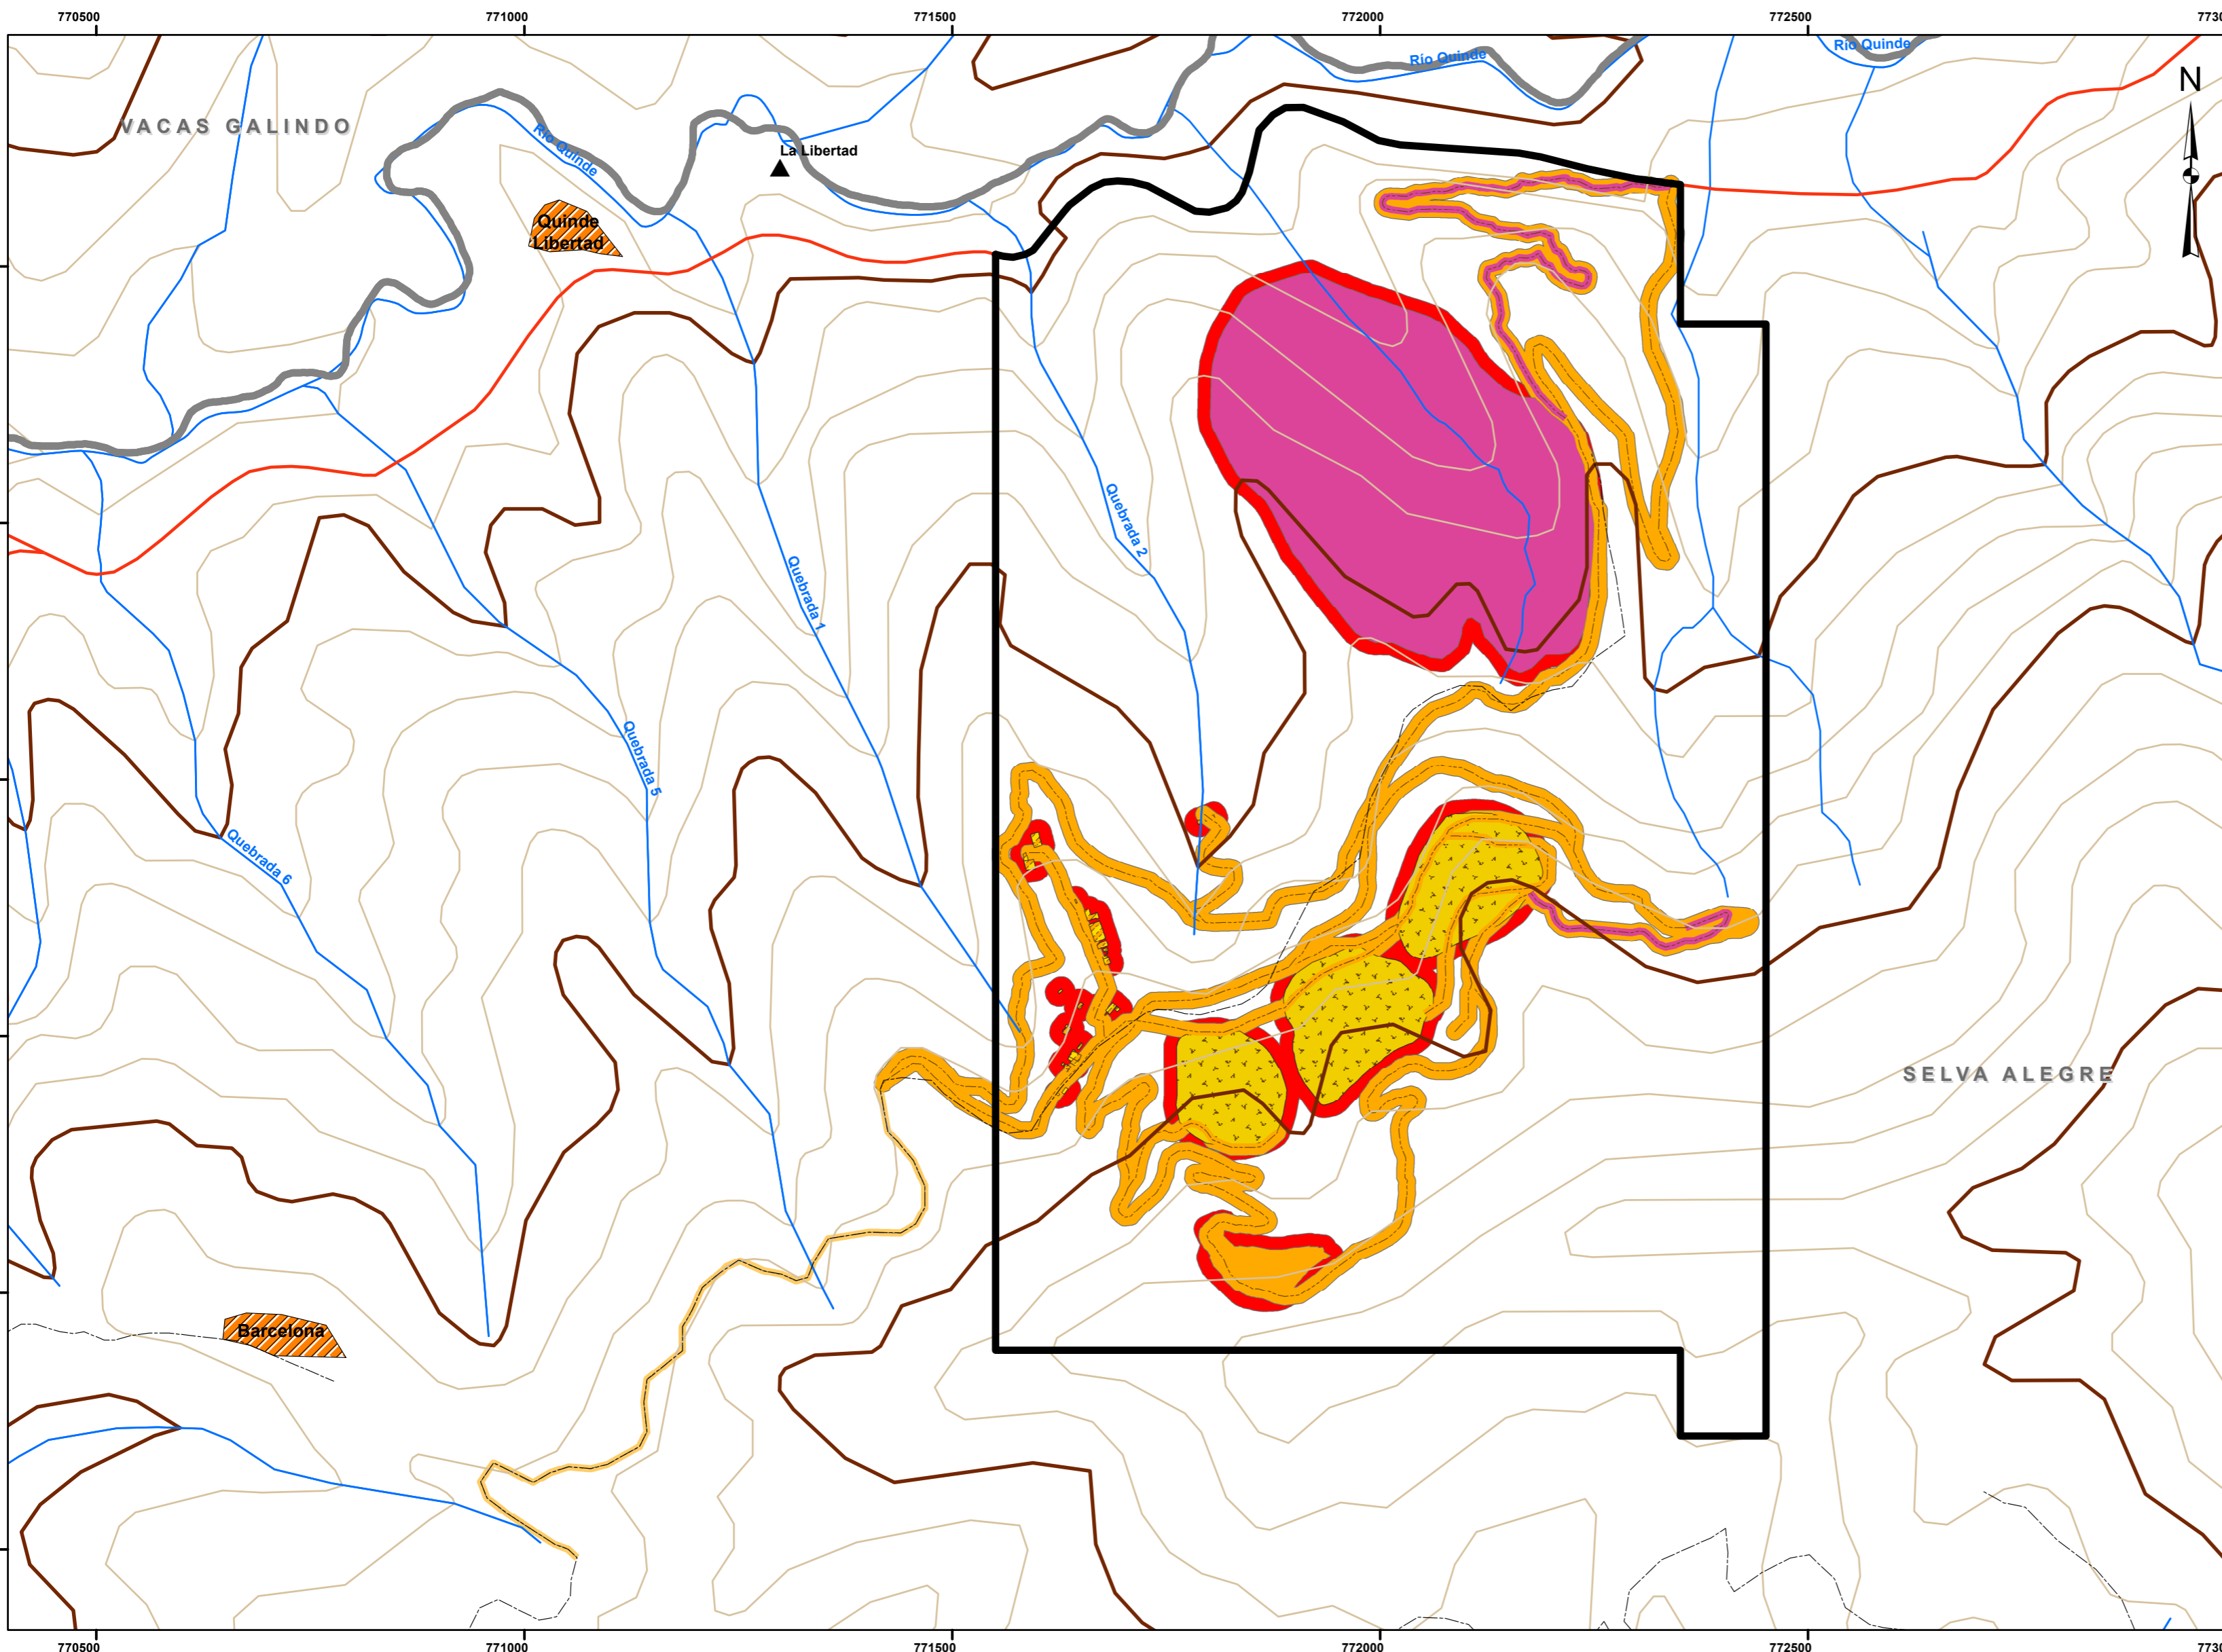 770500 771000 771500 772000 772500
Río Quinde
Río Quinde
N
VACAS GALINDO
Río Quinde
La Libertad
Quinde
Libertad
Quebrada 2
Quebrada 1
Quebrada 5
Quebrada 6
SELVA ALEGRE
Barcelona
770500 771000 771500 772000 772500